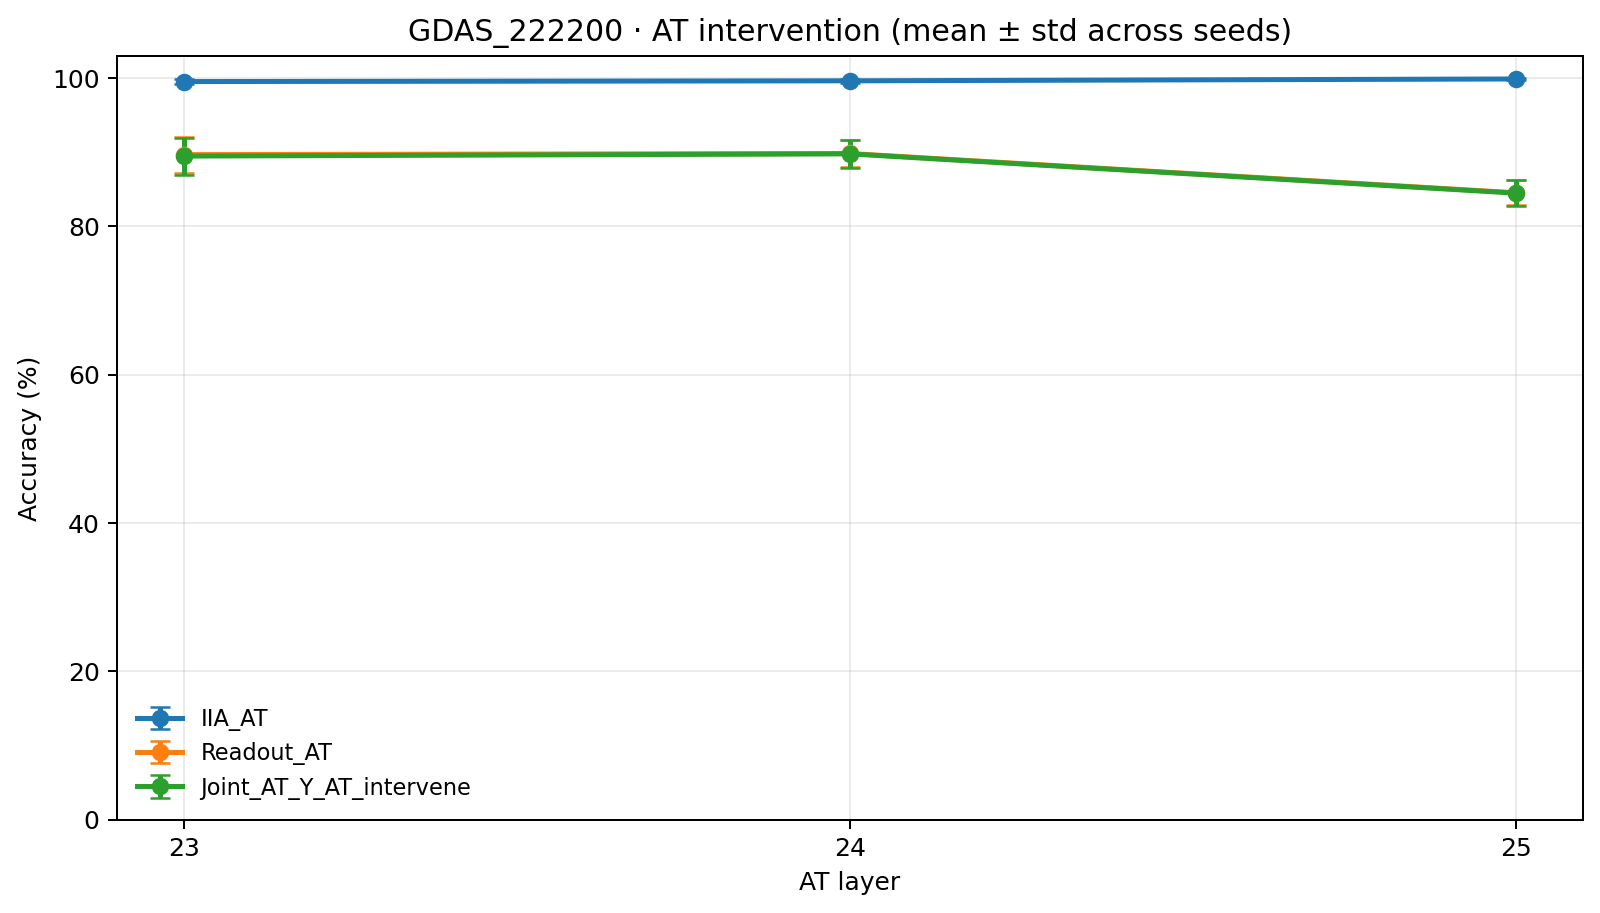 GDAS_222200 · AT intervention (mean ± std across seeds)
Accuracy (%)
100
80
60
40
20
0
IIA_AT
Readout_AT
Joint_AT_Y_AT_intervene
23
24
25
AT layer